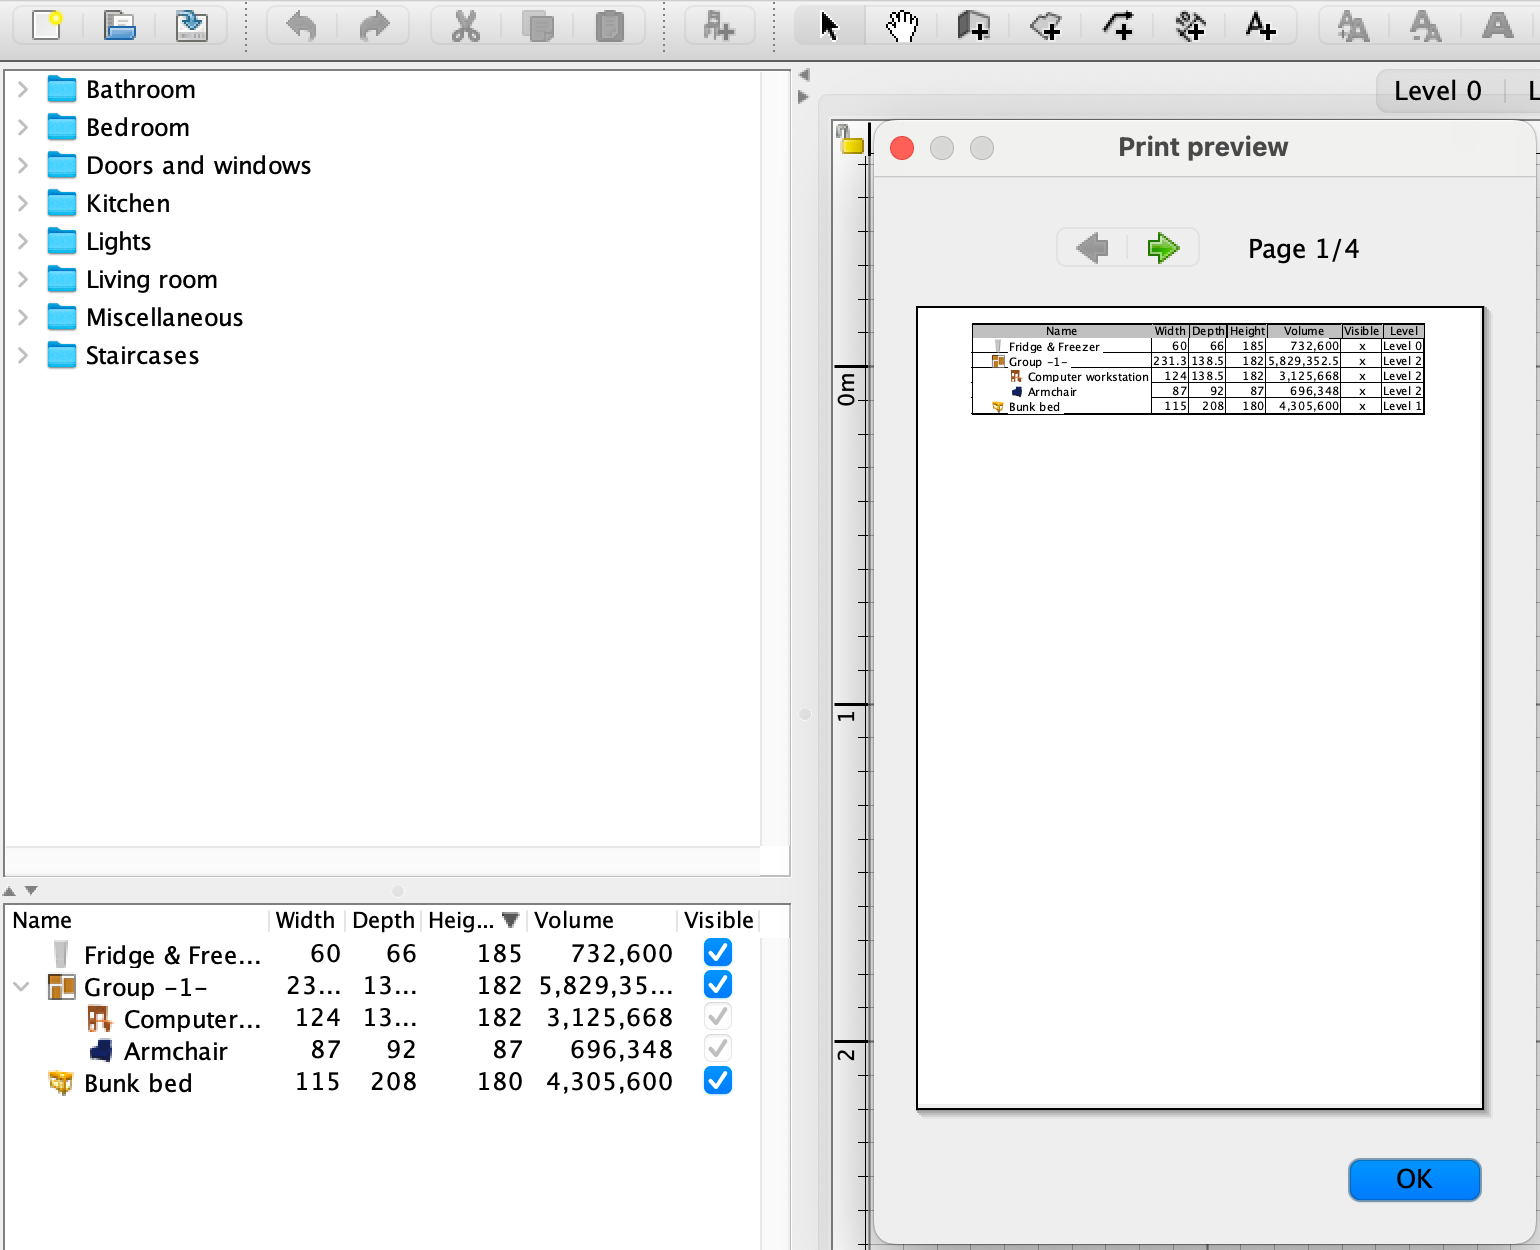 Level 0 L
Bathroom
Bedroom
Doors and windows
Kitchen
Lights
Living room
Miscellaneous
Staircases
Name Width Depth Heig... Volume Visible
Fridge & Free... 60 66 185 732,600
Group -1- 23... 13... 182 5,829,35...
Computer... 124 13... 182 3,125,668
Armchair 87 92 87 696,348
Bunk bed 115 208 180 4,305,600
0m
1
2
Print preview
Page 1/4
Name Width Depth Height Volume Visible Level
Fridge & Freezer 60 66 185 732,600 x Level 0
Group -1- 231.3 138.5 182 5,829,352.5 x Level 2
Computer workstation 124 138.5 182 3,125,668 x Level 2
Armchair 87 92 87 696,348 x Level 2
Bunk bed 115 208 180 4,305,600 x Level 1
OK